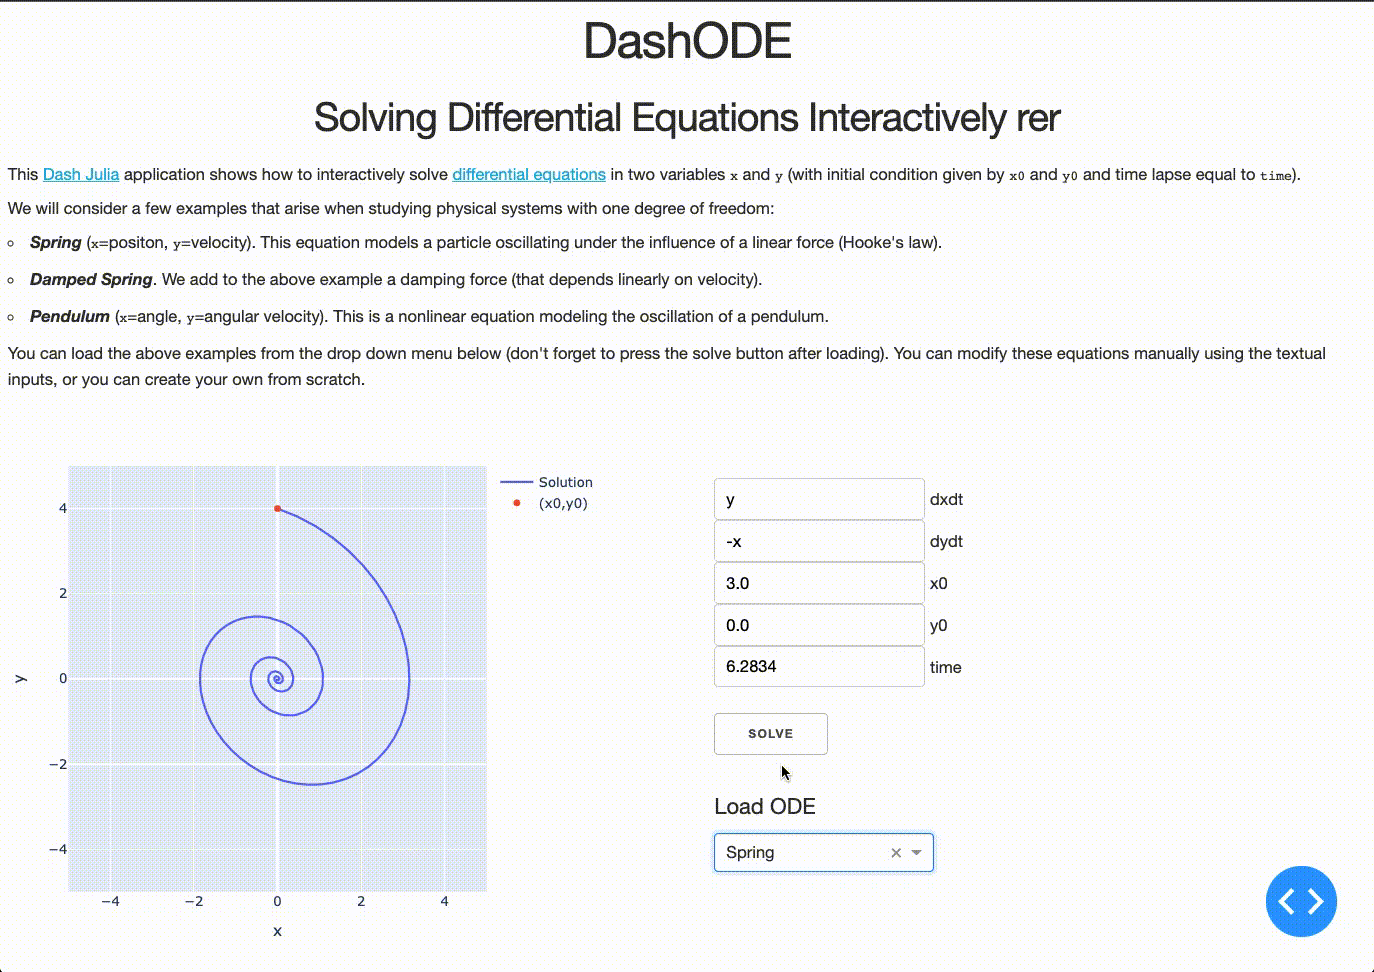 DashODE
Solving Differential Equations Interactively rer
This Dash Julia application shows how to interactively solve differential equations in two variables x and y (with initial condition given by x0 and y0 and time lapse equal to time).
We will consider a few examples that arise when studying physical systems with one degree of freedom:
Spring (x=positon, y=velocity). This equation models a particle oscillating under the influence of a linear force (Hooke's law).
Damped Spring. We add to the above example a damping force (that depends linearly on velocity).
Pendulum (x=angle, y=angular velocity). This is a nonlinear equation modeling the oscillation of a pendulum.
You can load the above examples from the drop down menu below (don't forget to press the solve button after loading). You can modify these equations manually using the textual
inputs, or you can create your own from scratch.
Solution
(x0,y0)
4
2
0
−2
−4
y
−4 −2 0 2 4
x
y dxdt
-x dydt
3.0 x0
0.0 y0
6.2834 time
SOLVE
Load ODE
Spring